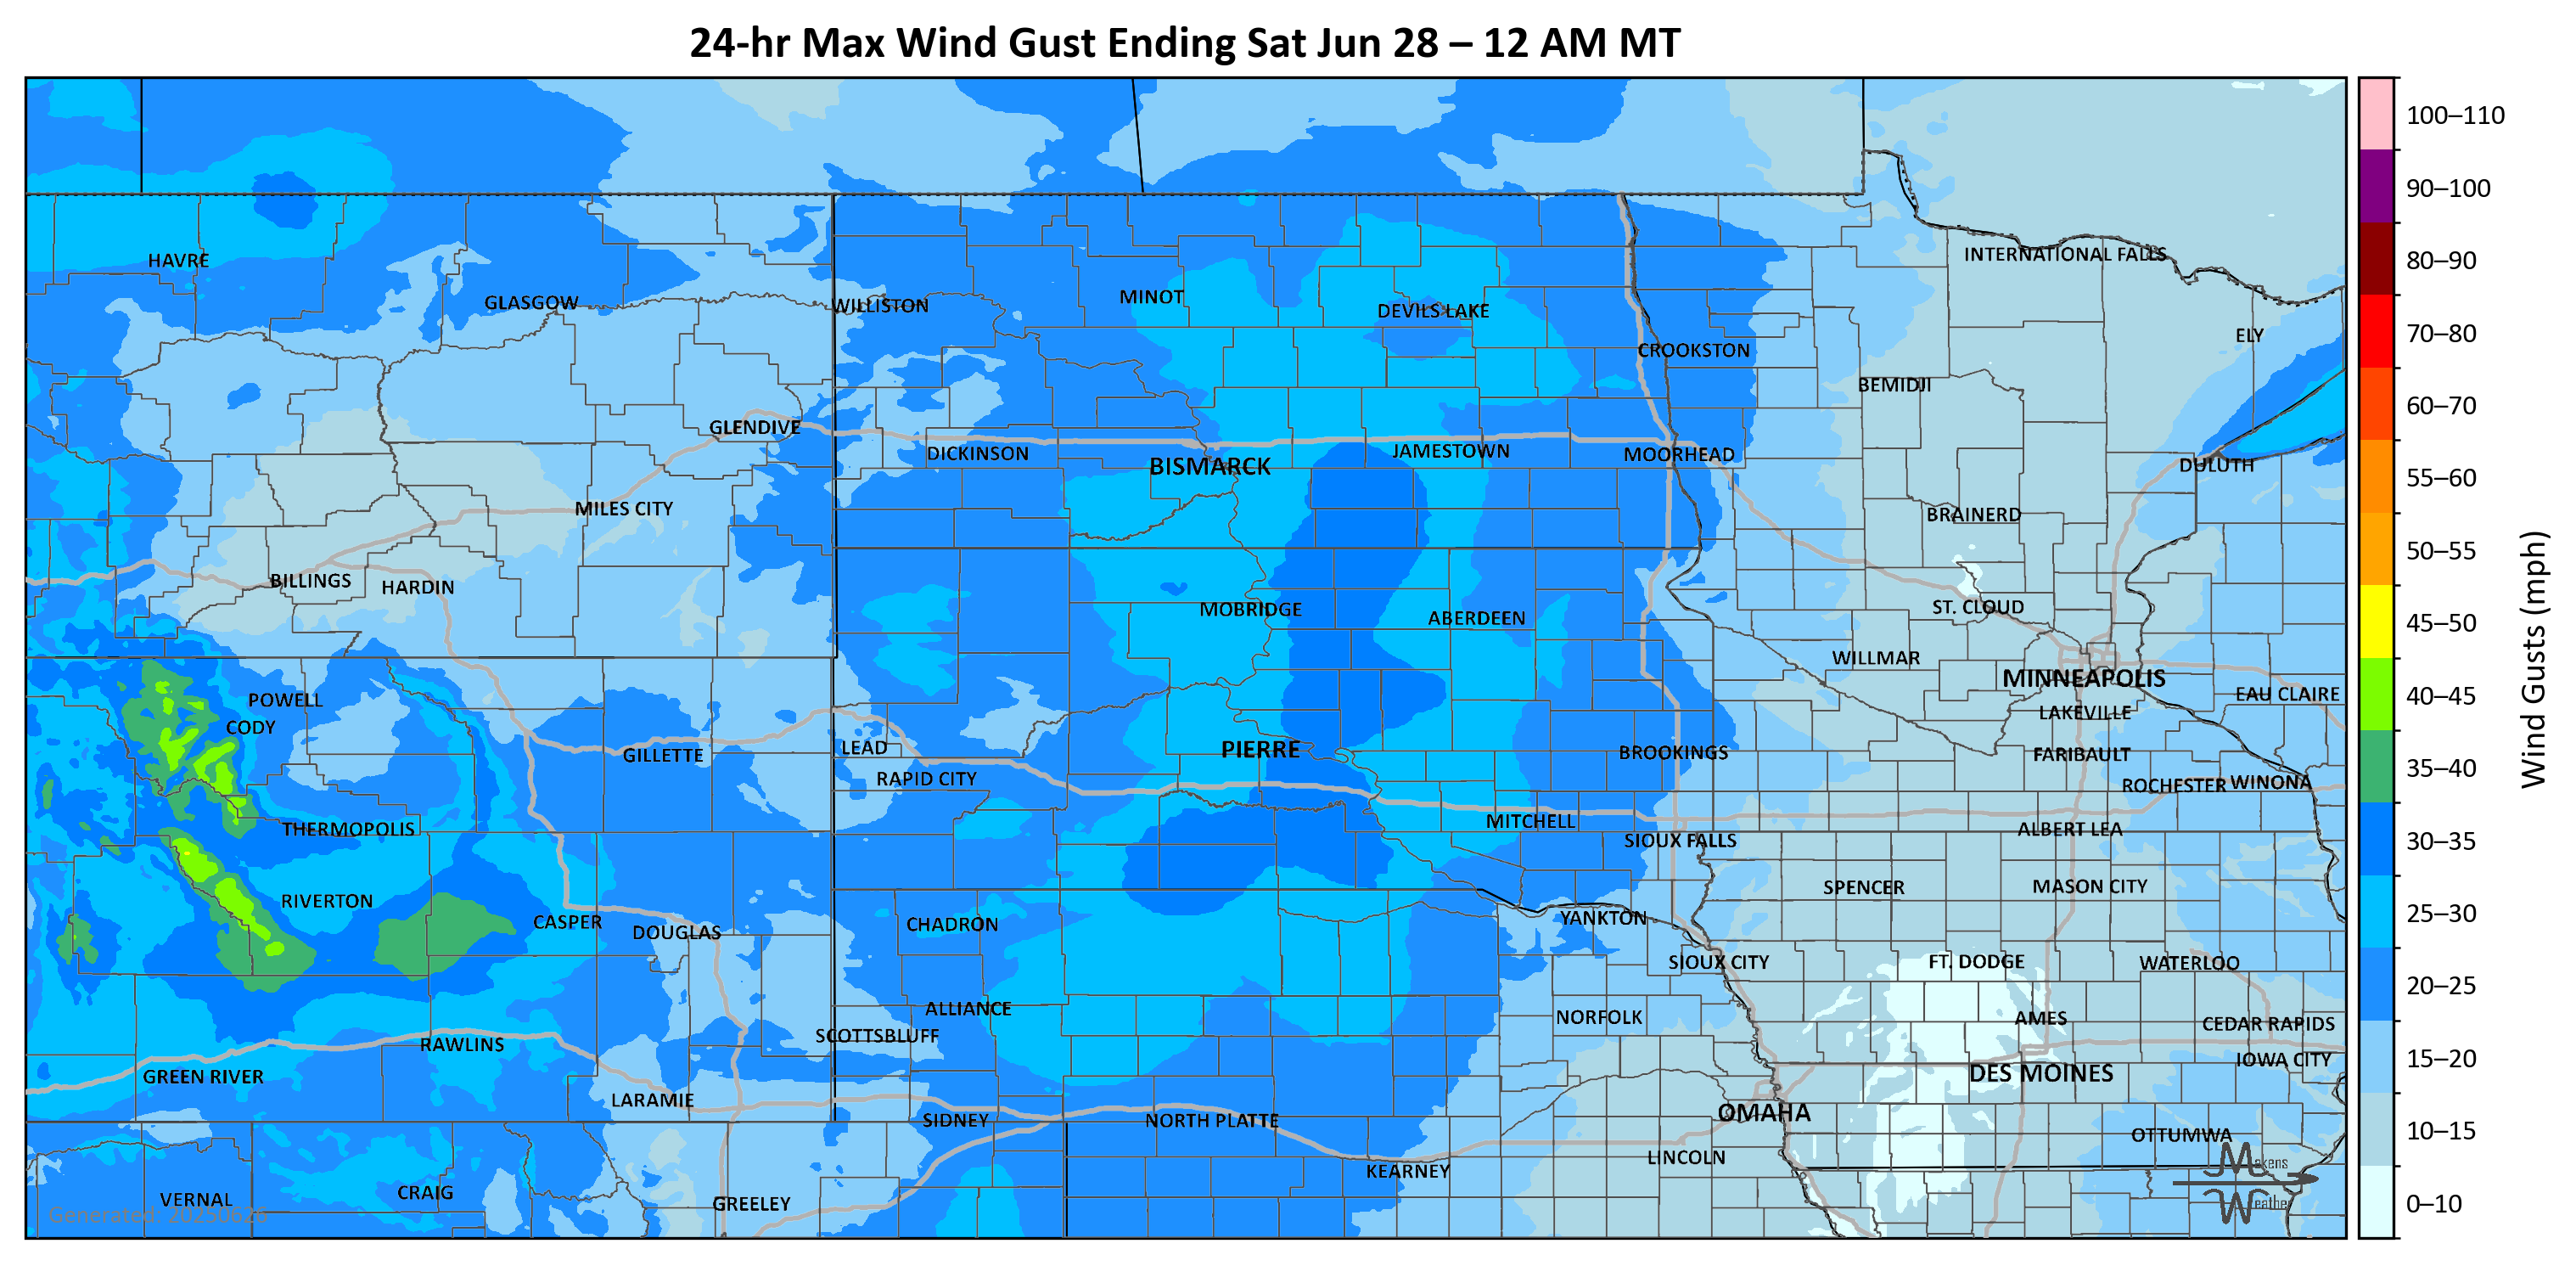 24-hr Max Wind Gust Ending Sat Jun 28 – 12 AM MT
100–110
90–100
80–90
70–80
60–70
55–60
50–55
45–50
40–45
35–40
30–35
25–30
20–25
15–20
10–15
0–10
Wind Gusts (mph)
HAVRE
INTERNATIONAL FALLS
GLASGOW
WILLISTON
MINOT
DEVILS LAKE
ELY
CROOKSTON
BEMIDJI
GLENDIVE
DICKINSON
BISMARCK
JAMESTOWN
MOORHEAD
DULUTH
MILES CITY
BRAINERD
BILLINGS
HARDIN
MOBRIDGE
ABERDEEN
ST. CLOUD
WILLMAR
MINNEAPOLIS
POWELL
EAU CLAIRE
CODY
LAKEVILLE
GILLETTE
LEAD
PIERRE
BROOKINGS
FARIBAULT
RAPID CITY
ROCHESTER
WINONA
THERMOPOLIS
MITCHELL
ALBERT LEA
SIOUX FALLS
RIVERTON
SPENCER
MASON CITY
CASPER
DOUGLAS
CHADRON
YANKTON
SIOUX CITY
FT. DODGE
WATERLOO
ALLIANCE
NORFOLK
AMES
CEDAR RAPIDS
RAWLINS
SCOTTSBLUFF
IOWA CITY
GREEN RIVER
DES MOINES
LARAMIE
SIDNEY
NORTH PLATTE
OMAHA
OTTUMWA
KEARNEY
LINCOLN
VERNAL
CRAIG
GREELEY
Generated: 20250626
Makens
Weather